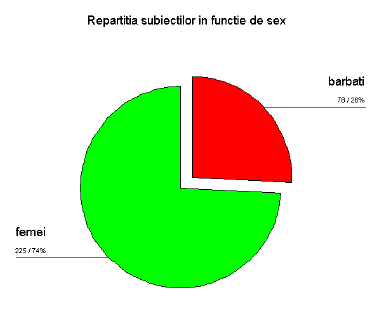 Repartitia subiectilor in functie de sex
barbati
78 / 26%
femei
225 / 74%